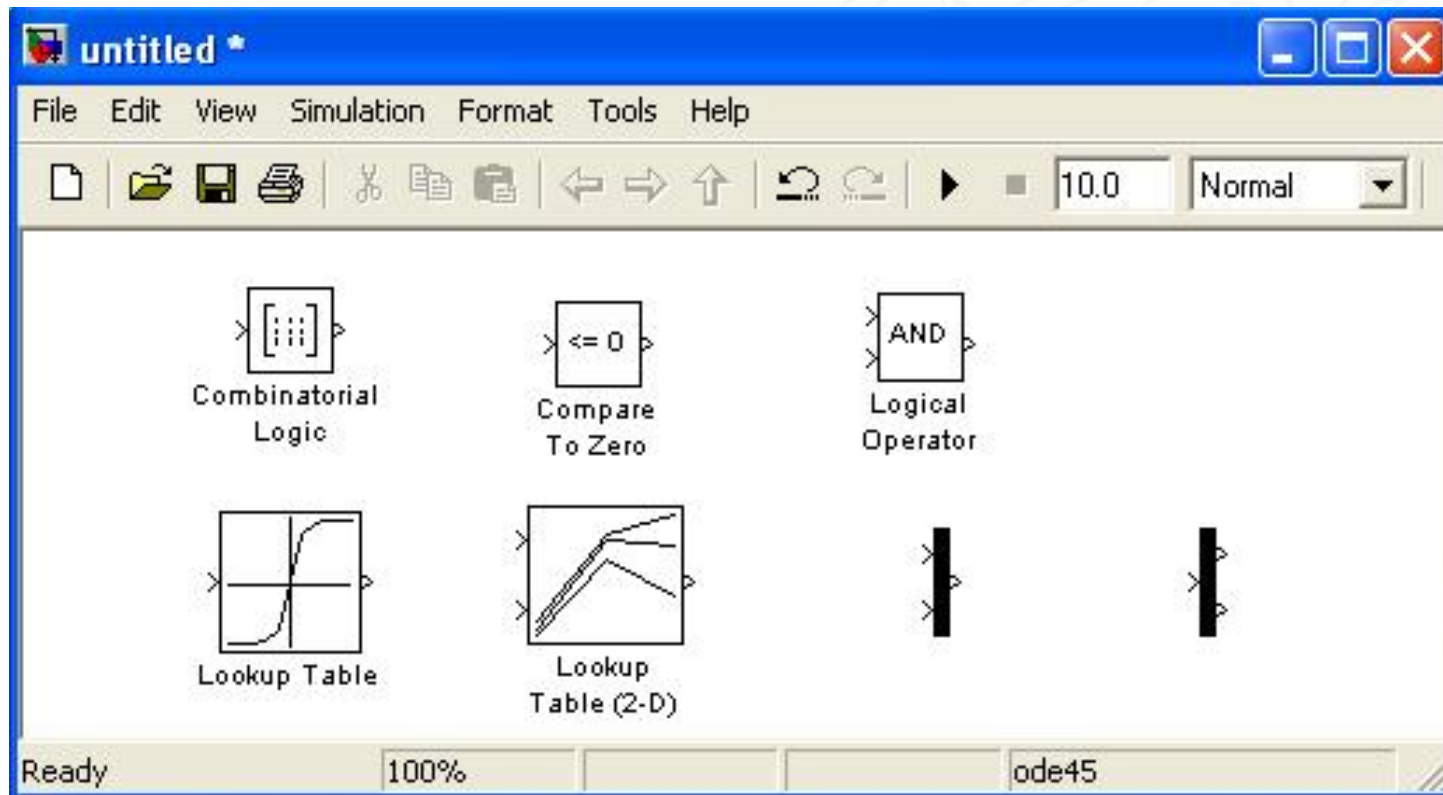 untitled *
File Edit View Simulation Format Tools Help
10.0 Normal
<= 0
AND
Combinatorial
Logic
Compare
To Zero
Logical
Operator
Lookup Table
Lookup
Table (2-D)
Ready 100% ode45